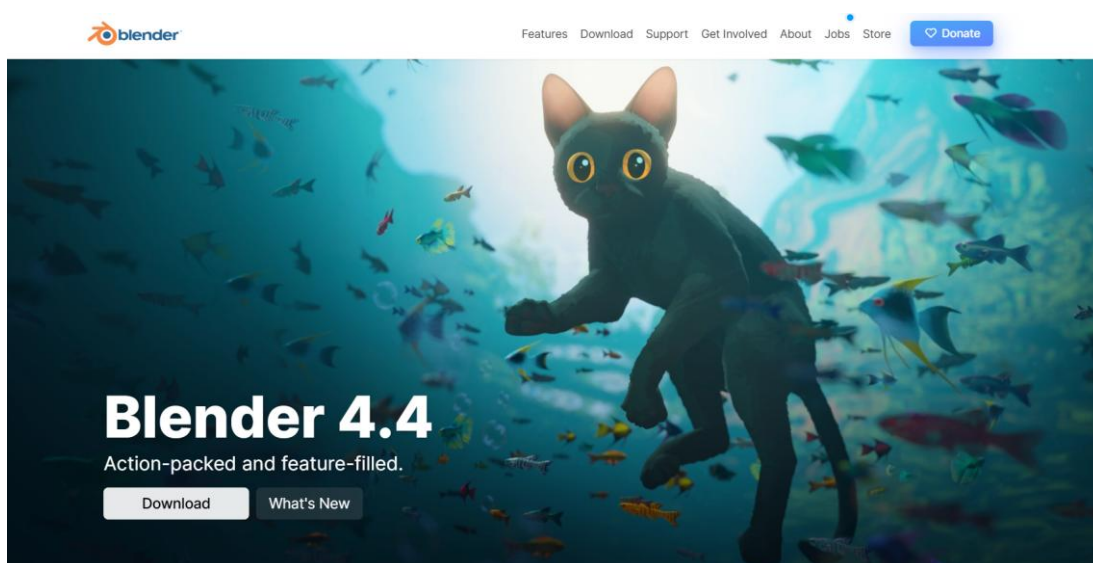 blender
Features Download Support Get Involved About Jobs Store Donate
Blender 4.4
Action-packed and feature-filled.
Download What's New